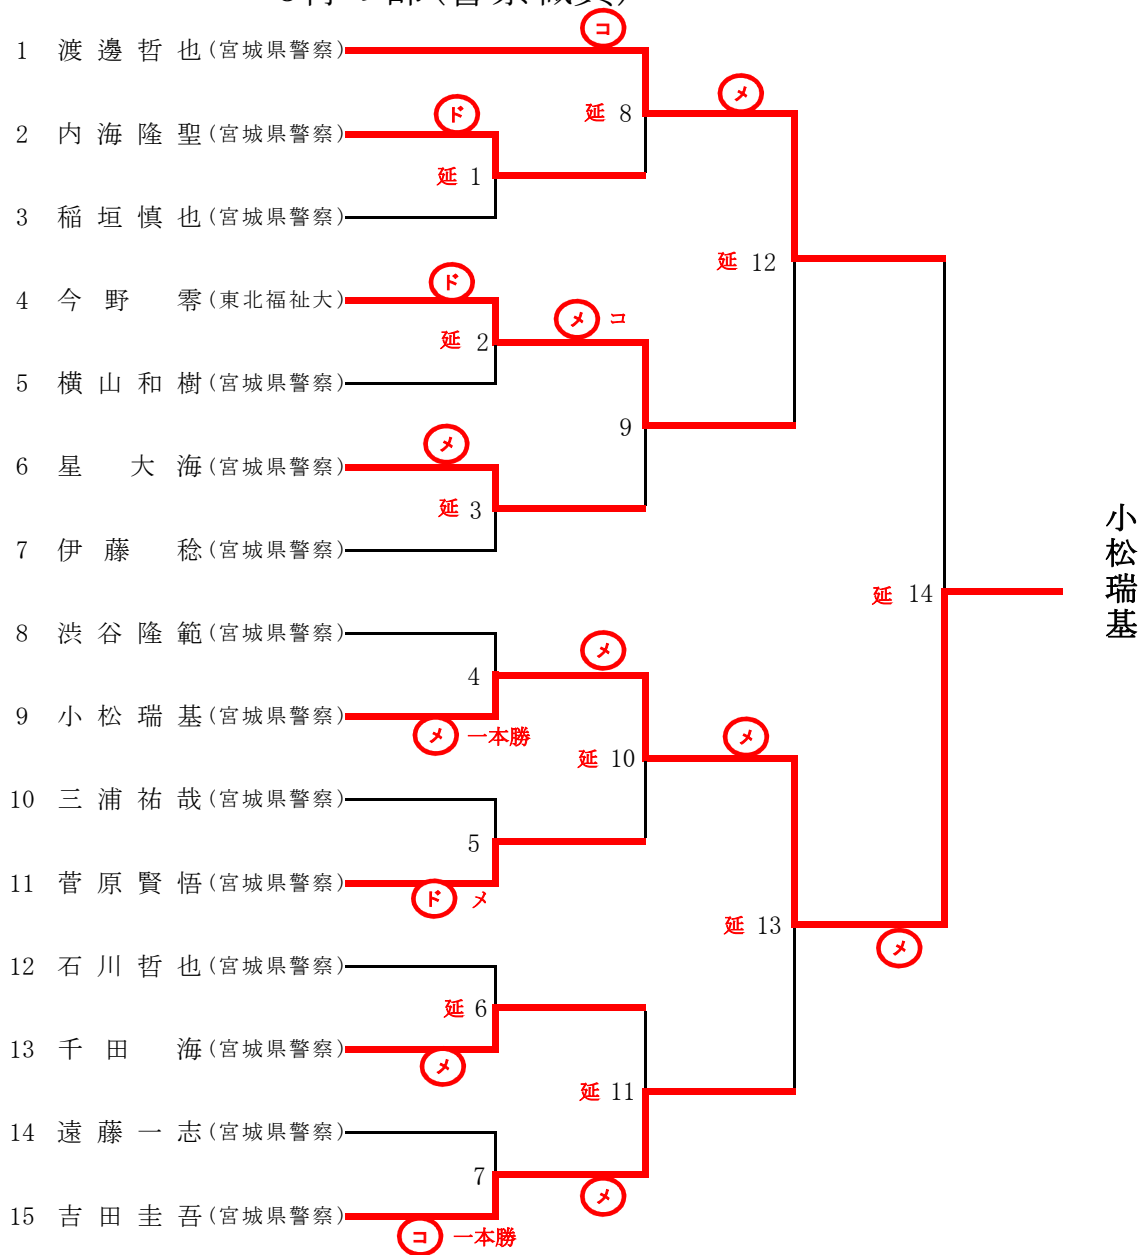 (警察職員)
コ
1 渡邉哲也(宮城県警察)
メ
延 8
ド
2 内海隆聖(宮城県警察)
延 1
3 稲垣慎也(宮城県警察)
延 12
ド
4 今野 零(東北福祉大)
メ コ
延 2
5 横山和樹(宮城県警察)
9
メ
6 星 大海(宮城県警察)
延 3
7 伊藤 稔(宮城県警察)
小松瑞基
延 14
8 渋谷隆範(宮城県警察)
メ
4
9 小松瑞基(宮城県警察)
メ 一本勝
メ
延 10
10 三浦祐哉(宮城県警察)
5
11 菅原賢悟(宮城県警察)
ド メ
延 13
メ
12 石川哲也(宮城県警察)
延 6
13 千田 海(宮城県警察)
メ
延 11
14 遠藤一志(宮城県警察)
7
メ
15 吉田圭吾(宮城県警察)
コ 一本勝